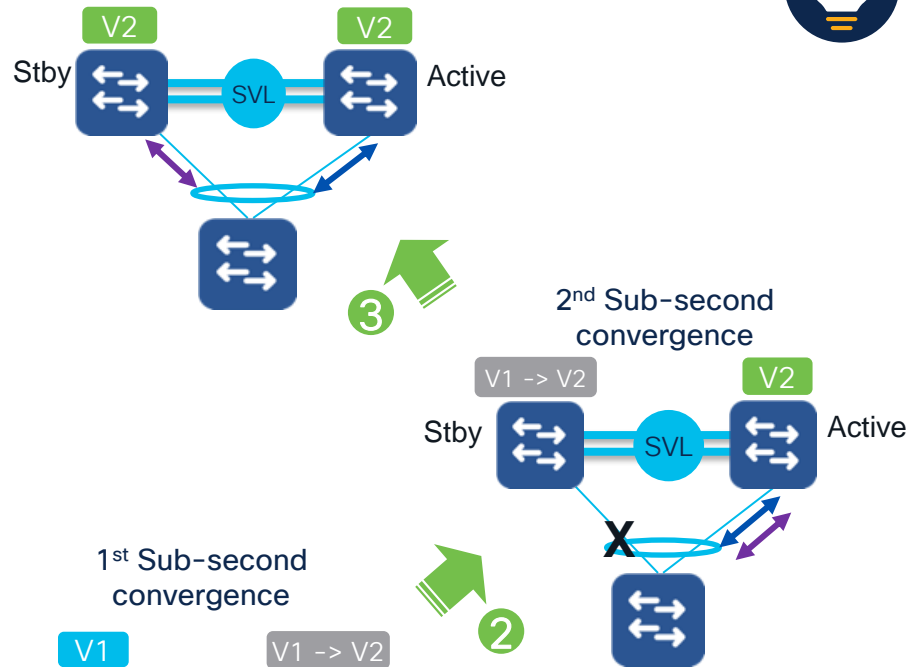 V2
V2
Stby
SVL
Active
3
2nd Sub-second
convergence
V1 -> V2
V2
Stby
SVL
Active
X
1st Sub-second
convergence
2
V1
V1 -> V2